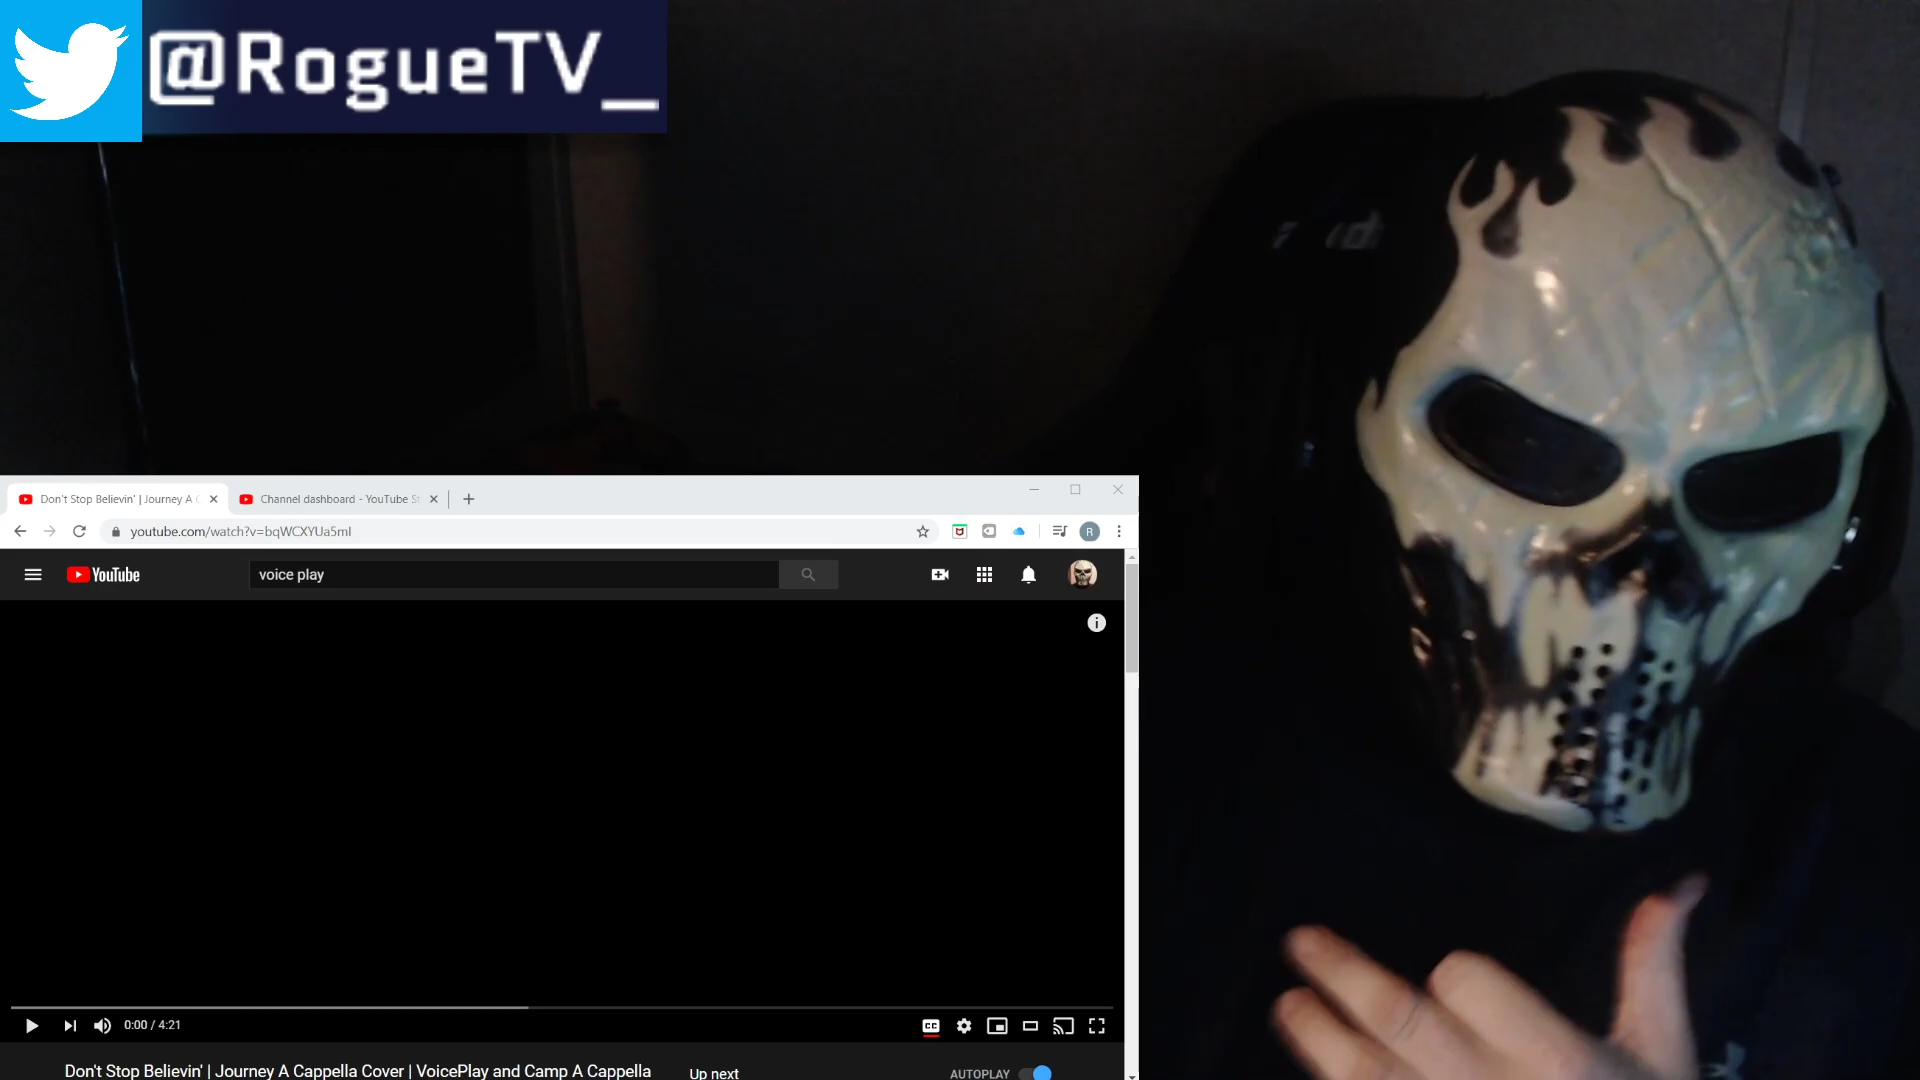 @RogueTV_
Don't Stop Believin' | Journey A C
Channel dashboard - YouTube St
youtube.com/watch?v=bqWCXYUa5mI
R
YouTube
voice play
0:00 / 4:21
CC
Don't Stop Believin' | Journey A Cappella Cover | VoicePlay and Camp A Cappella
Up next
AUTOPLAY